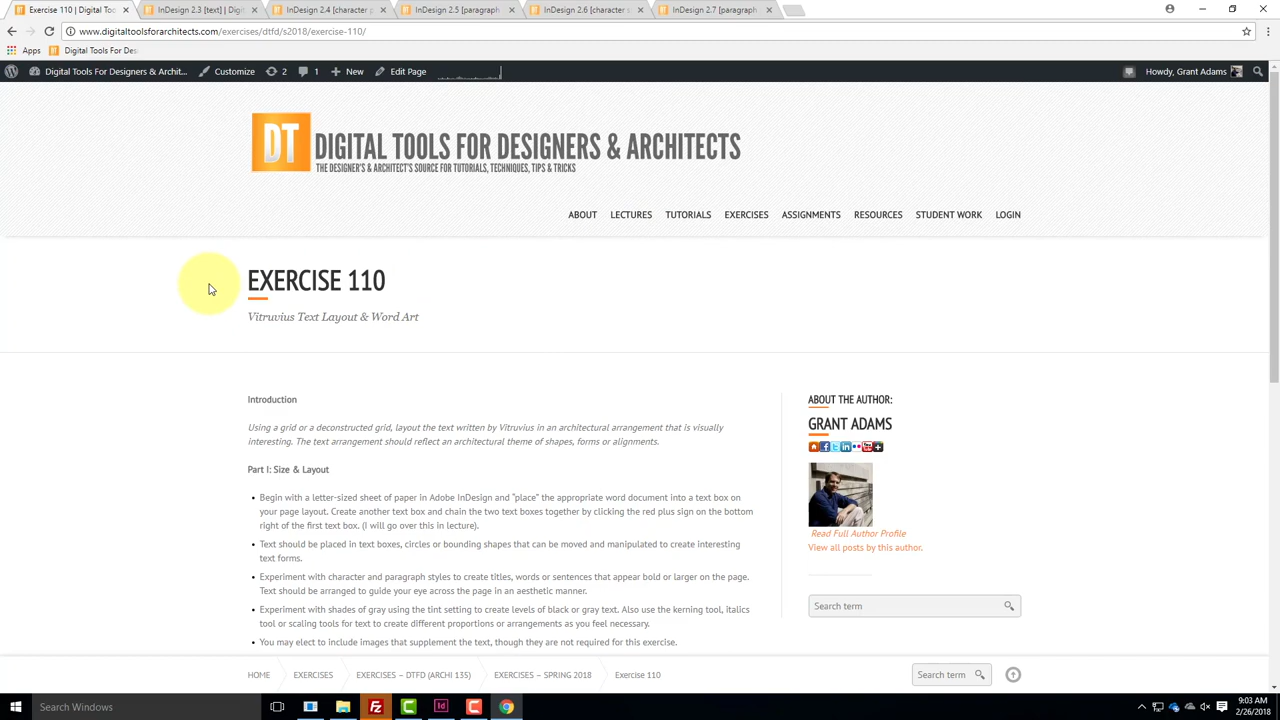 Exercise 110 | Digital Too
InDesign 2.3 [text] | Digit
InDesign 2.4 [character p
InDesign 2.5 [paragraph
InDesign 2.6 [character s
InDesign 2.7 [paragraph
www.digitaltoolsforarchitects.com/exercises/dtfd/s2018/exercise-110/
Apps Digital Tools For Des
Digital Tools For Designers & Archit... Customize 2 1 New Edit Page Howdy, Grant Adams
DT DIGITAL TOOLS FOR DESIGNERS & ARCHITECTS
THE DESIGNER'S & ARCHITECT'S SOURCE FOR TUTORIALS, TECHNIQUES, TIPS & TRICKS
ABOUT LECTURES TUTORIALS EXERCISES ASSIGNMENTS RESOURCES STUDENT WORK LOGIN
EXERCISE 110
Vitruvius Text Layout & Word Art
Introduction
Using a grid or a deconstructed grid, layout the text written by Vitruvius in an architectural arrangement that is visually
interesting. The text arrangement should reflect an architectural theme of shapes, forms or alignments.
Part I: Size & Layout
• Begin with a letter-sized sheet of paper in Adobe InDesign and "place" the appropriate word document into a text box on
your page layout. Create another text box and chain the two text boxes together by clicking the red plus sign on the bottom
right of the first text box. (I will go over this in lecture).
• Text should be placed in text boxes, circles or bounding shapes that can be moved and manipulated to create interesting
text forms.
• Experiment with character and paragraph styles to create titles, words or sentences that appear bold or larger on the page.
Text should be arranged to guide your eye across the page in an aesthetic manner.
• Experiment with shades of gray using the tint setting to create levels of black or gray text. Also use the kerning tool, italics
tool or scaling tools for text to create different proportions or arrangements as you feel necessary.
• You may elect to include images that supplement the text, though they are not required for this exercise.
ABOUT THE AUTHOR:
GRANT ADAMS
Read Full Author Profile
View all posts by this author.
Search term
HOME EXERCISES EXERCISES – DTFD (ARCHI 135) EXERCISES – SPRING 2018 Exercise 110 Search term
Search Windows
9:03 AM
2/26/2018